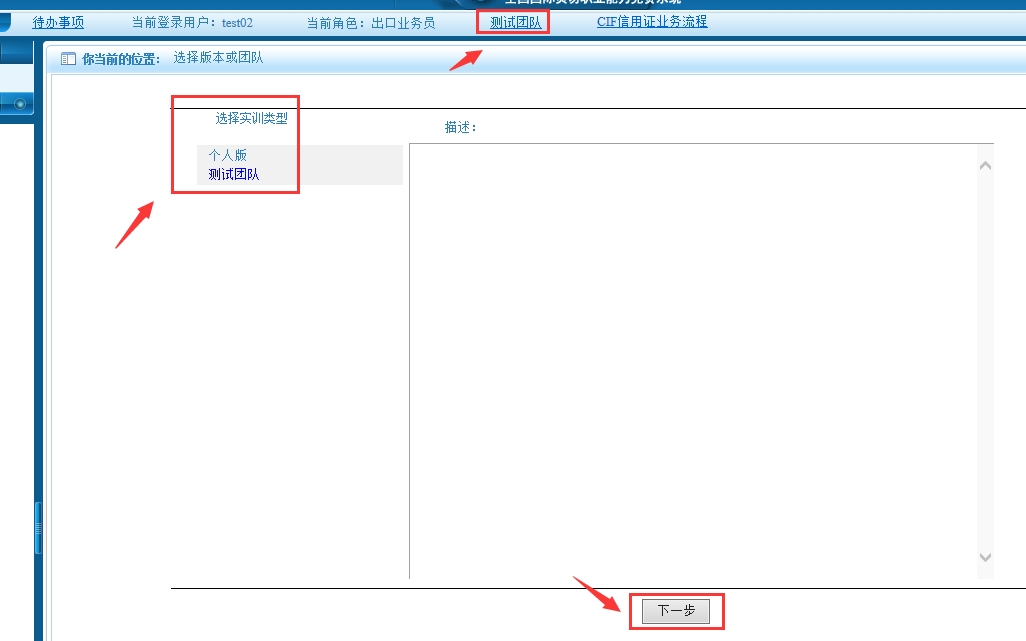 待办事项 当前登录用户：test02 当前角色：出口业务员 测试团队 CIF信用证业务流程
你当前的位置： 选择版本或团队
选择实训类型
描述：
个人版
测试团队
下一步